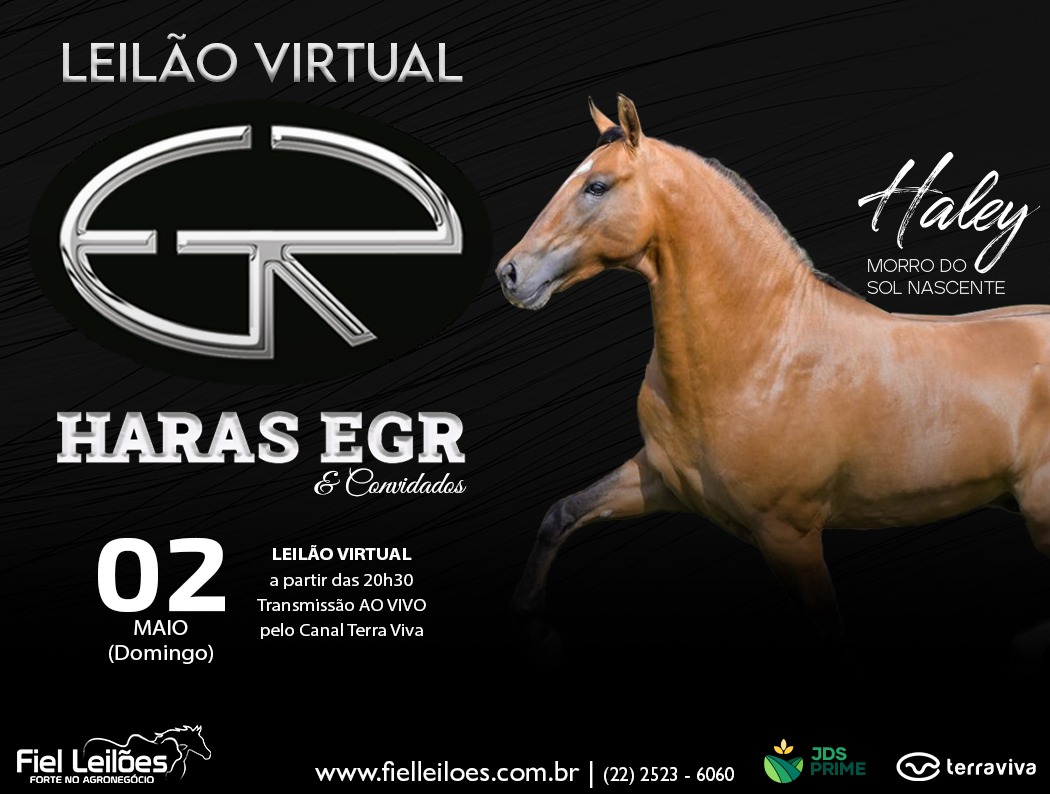 LEILÃO VIRTUAL
EGR
HARAS EGR
& Convidados
Haley
MORRO DO
SOL NASCENTE
02
MAIO
(Domingo)
LEILÃO VIRTUAL
a partir das 20h30
Transmissão AO VIVO
pelo Canal Terra Viva
Fiel Leilões
FORTE NO AGRONEGÓCIO
www.fielleiloes.com.br | (22) 2523 - 6060
JDS
PRIME
terraviva